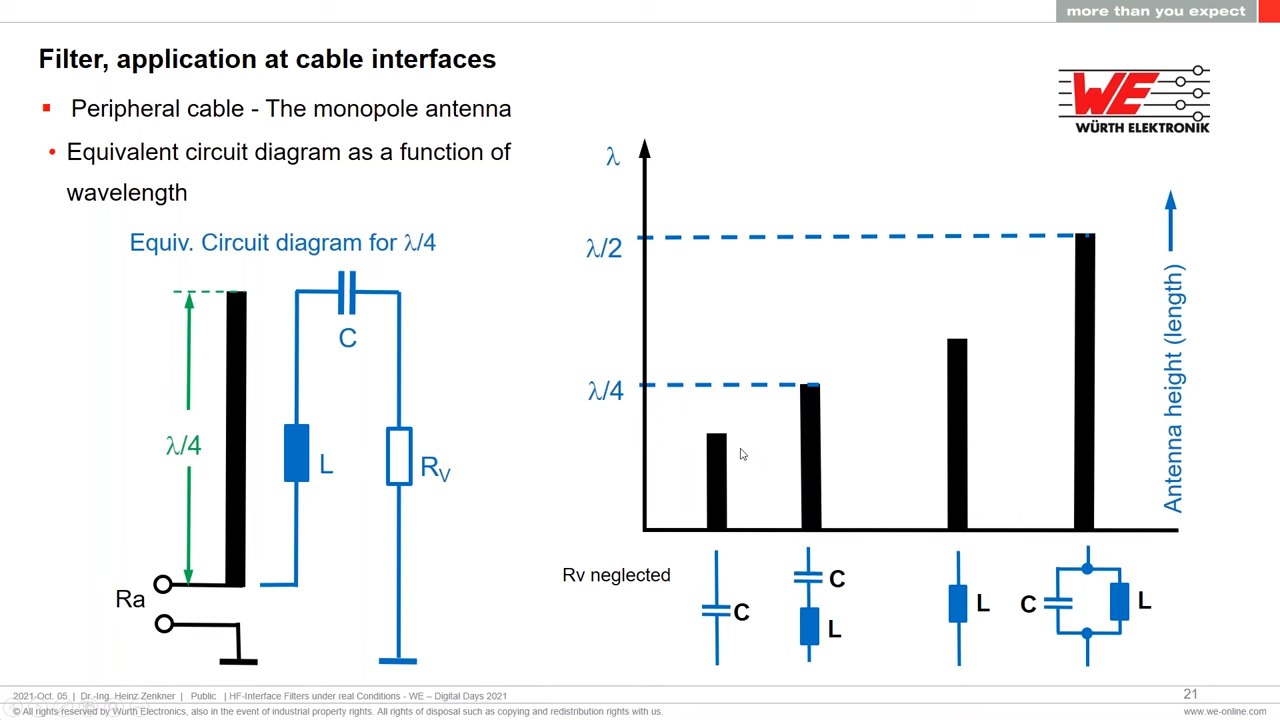 more than you expect
Filter, application at cable interfaces
Peripheral cable - The monopole antenna
WE
WÜRTH ELEKTRONIK
Equivalent circuit diagram as a function of
wavelength
λ
Equiv. Circuit diagram for λ/4
λ/2
C
λ/4
λ/4
L
RV
Antenna height (length)
Ra
Rv neglected
C
C
L
L
C
L
2021-Oct. 05 | Dr.-Ing. Heinz Zenkner | Public | HF-Interface Filters under real Conditions - WE – Digital Days 2021
21
© All rights reserved by Wurth Electronics, also in the event of industrial property rights. All rights of disposal such as copying and redistribution rights with us.
www.we-online.com